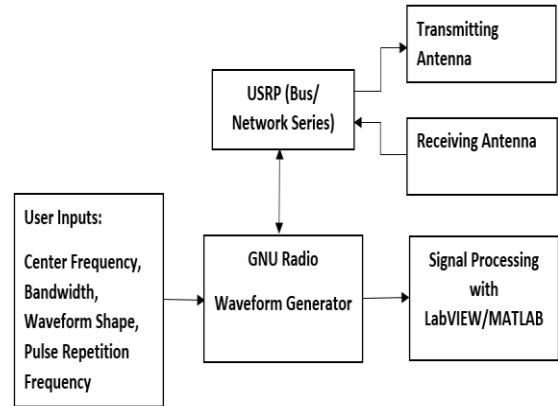 Transmitting
Antenna
USRP (Bus/
Network Series)
Receiving Antenna
User Inputs:
Center Frequency,
Bandwidth,
Waveform Shape,
Pulse Repetition
Frequency
GNU Radio
Waveform Generator
Signal Processing
with
LabVIEW/MATLAB